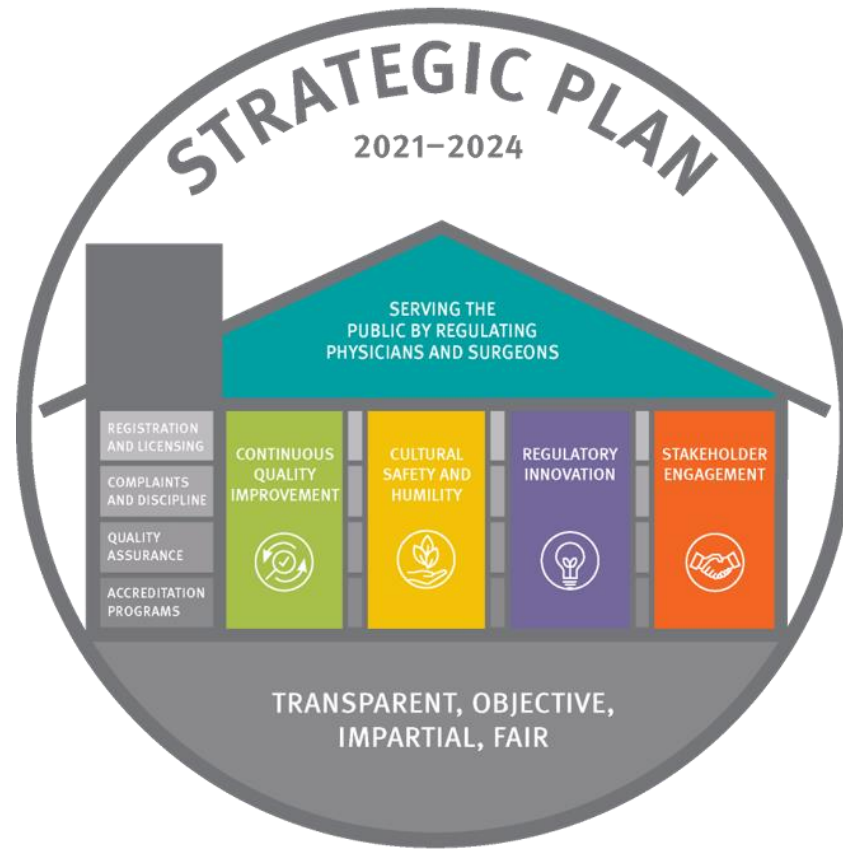 STRATEGIC PLAN
2021–2024
SERVING THE
PUBLIC BY REGULATING
PHYSICIANS AND SURGEONS
REGISTRATION
AND LICENSING
COMPLAINTS
AND DISCIPLINE
QUALITY
ASSURANCE
ACCREDITATION
PROGRAMS
CONTINUOUS
QUALITY
IMPROVEMENT
CULTURAL
SAFETY AND
HUMILITY
REGULATORY
INNOVATION
STAKEHOLDER
ENGAGEMENT
TRANSPARENT, OBJECTIVE,
IMPARTIAL, FAIR